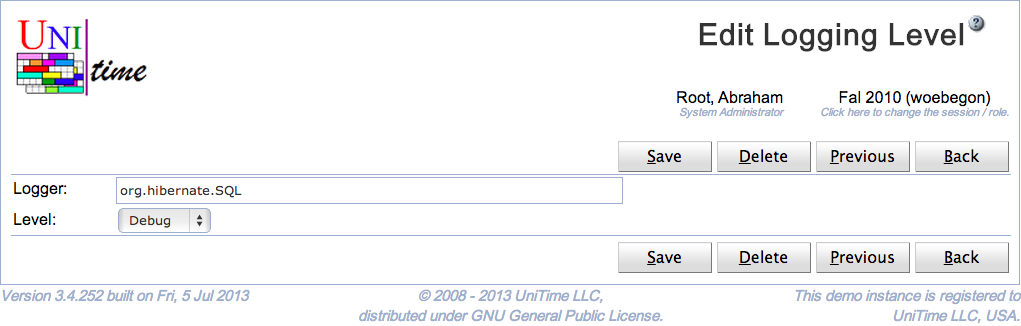 UNI
time
Edit Logging Level
?
Root, Abraham
Fal 2010 (woebegon)
System Administrator
Click here to change the session / role.
Save Delete Previous Back
Logger: org.hibernate.SQL
Level: Debug
Save Delete Previous Back
Version 3.4.252 built on Fri, 5 Jul 2013
© 2008 - 2013 UniTime LLC,
distributed under GNU General Public License.
This demo instance is registered to
UniTime LLC, USA.